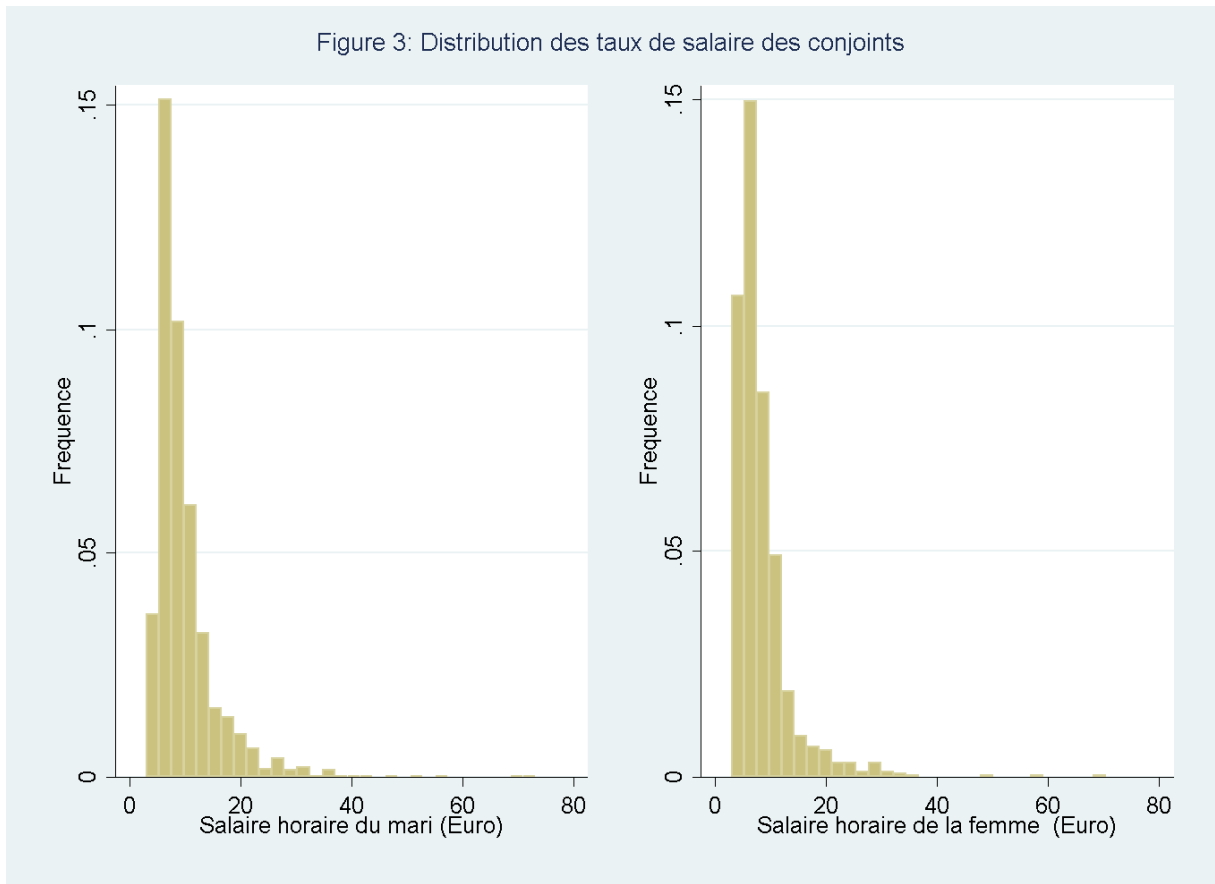 Figure 3: Distribution des taux de salaire des conjoints
.15
.1
.05
0
Frequence
0 20 40 60 80
Salaire horaire du mari (Euro)
.15
.1
.05
0
Frequence
0 20 40 60 80
Salaire horaire de la femme (Euro)